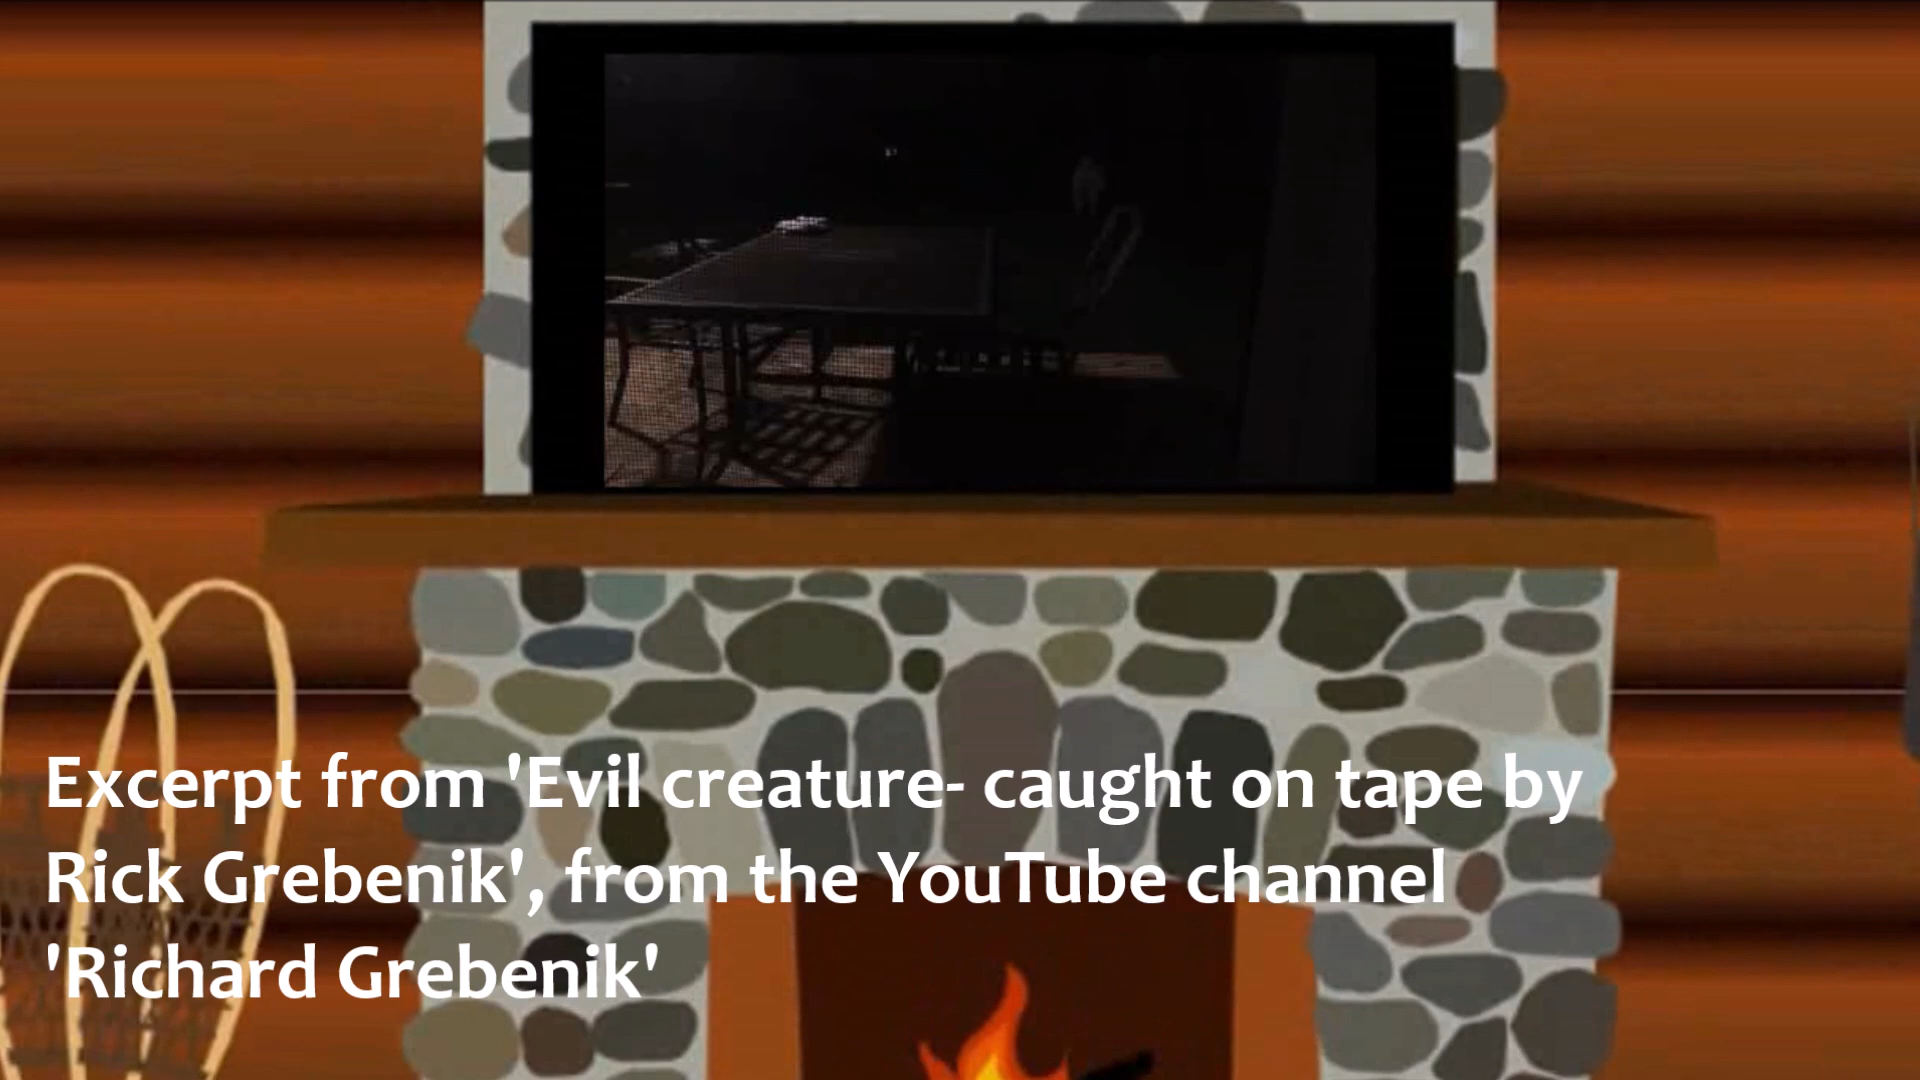 Excerpt from 'Evil creature- caught on tape by
Rick Grebenik', from the YouTube channel
'Richard Grebenik'